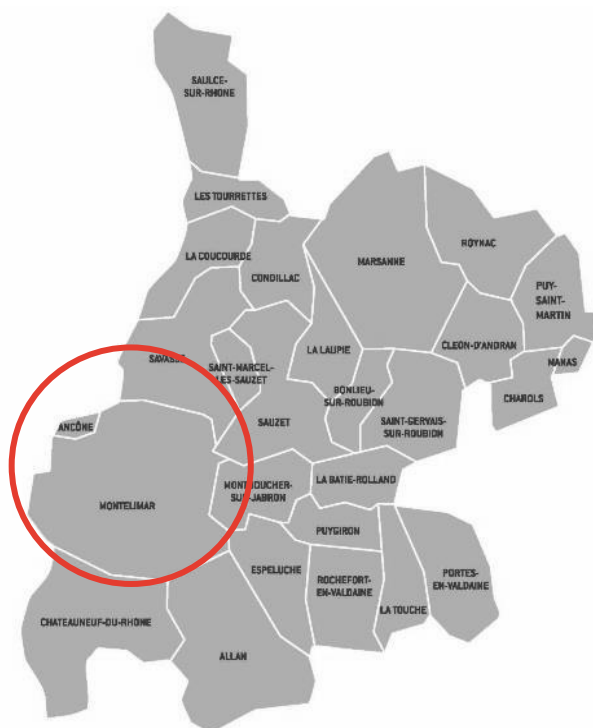 SAULCE-
SUR-RHONE
LES TOURRETTES
LA COUCOURDE
CONDILLAC
MARSANNE
ROYNAC
PUY-
SAINT-
MARTIN
SAVASSE
SAINT-MARCEL-
LES-SAUZET
LA LAUPIE
CLEON-D'ANDRAN
MANAS
CHAROLS
BONLIEU-
SUR-ROUBION
ANCÔNE
SAUZET
SAINT-GERVAIS-
SUR-ROUBION
MONTELIMAR
MONTBOUCHER-
SUR-JABRON
LA BATIE-ROLLAND
PUYGIRON
ESPELUCHE
ROCHEFORT-
EN-VALDAINE
LA TOUCHE
PORTES-
EN-VALDAINE
CHATEAUNEUF-DU-RHÔNE
ALLAN